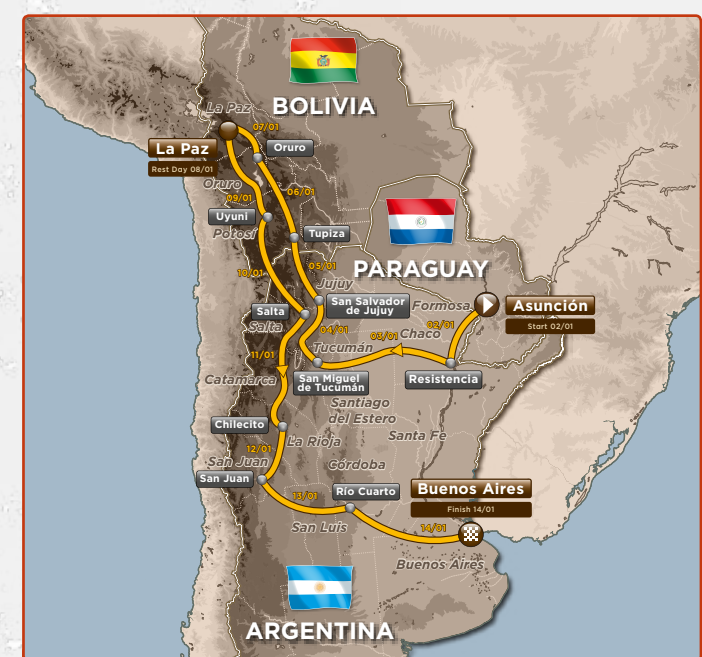 La Paz
BOLIVIA
07/01
La Paz
Rest Day 08/01
Oruro
Oruro
09/01
06/01
Uyuni
Potosí
Tupiza
PARAGUAY
05/01
10/01
Jujuy
San Salvador
de Jujuy
Formosa
Asunción
Start 02/01
Salta
Salta
04/01
03/01
Chaco
02/01
Tucumán
11/01
Catamarca
San Miguel
de Tucumán
Resistencia
Santiago
del Estero
Chilecito
La Rioja
Santa Fe
12/01
San Juan
San Juan
Córdoba
13/01
Río Cuarto
Buenos Aires
Finish 14/01
San Luis
14/01
Buenos Aires
ARGENTINA